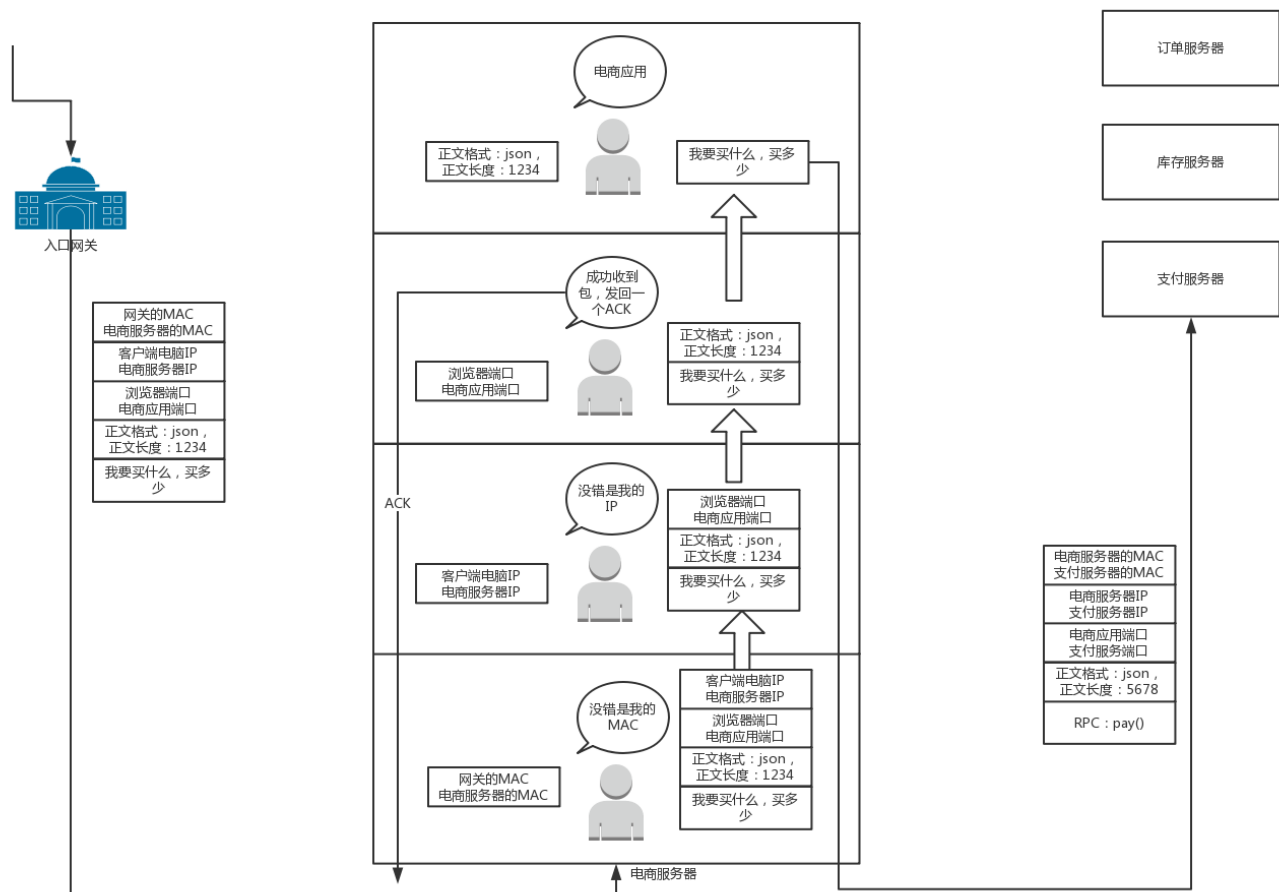 入口网关
网关的MAC
电商服务器的MAC
客户端电脑IP
电商服务器IP
浏览器端口
电商应用端口
正文格式：json，
正文长度：1234
我要买什么，买多
少
电商应用
正文格式：json，
正文长度：1234
我要买什么，买多
少
成功收到
包，发回一
个ACK
浏览器端口
电商应用端口
正文格式：json，
正文长度：1234
我要买什么，买多
少
ACK
没错是我的
IP
客户端电脑IP
电商服务器IP
浏览器端口
电商应用端口
正文格式：json，
正文长度：1234
我要买什么，买多
少
没错是我的
MAC
网关的MAC
电商服务器的MAC
客户端电脑IP
电商服务器IP
浏览器端口
电商应用端口
正文格式：json，
正文长度：1234
我要买什么，买多
少
电商服务器
订单服务器
库存服务器
支付服务器
电商服务器的MAC
支付服务器的MAC
电商服务器IP
支付服务器IP
电商应用端口
支付服务端口
正文格式：json，
正文长度：5678
RPC：pay()